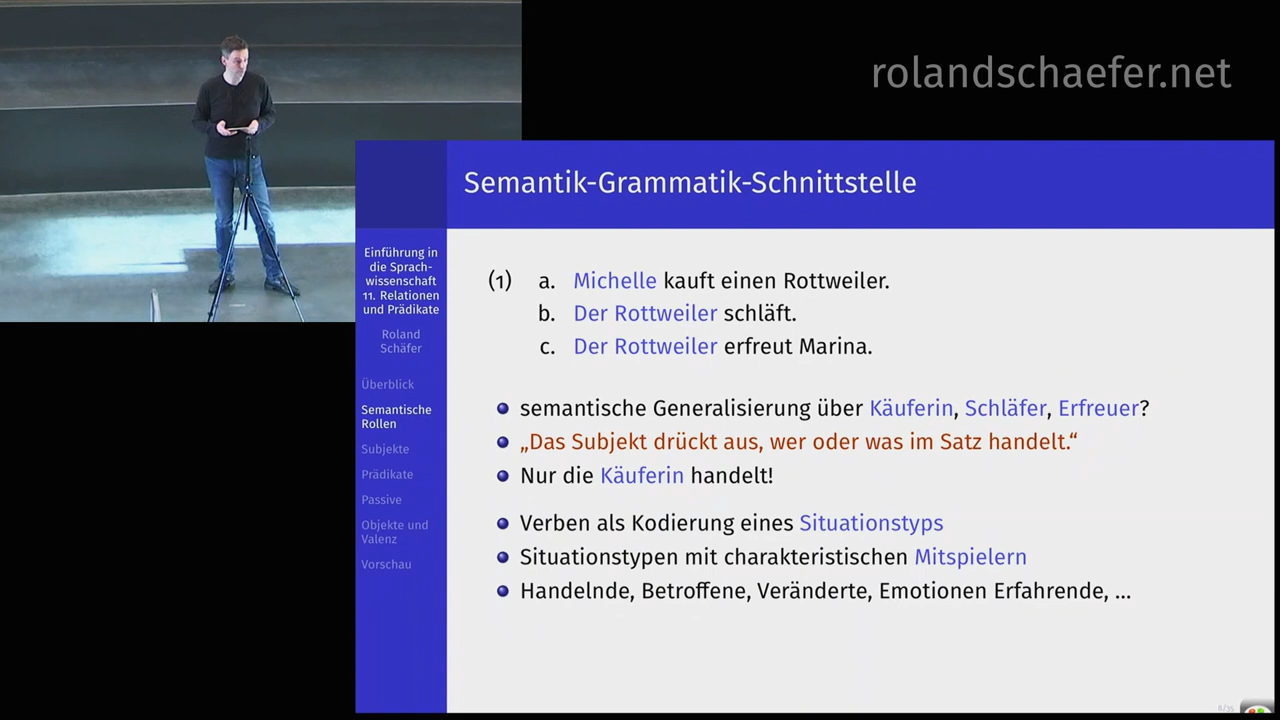 rolandschaefer.net
Semantik-Grammatik-Schnittstelle
Einführung in
die Sprach-
wissenschaft
11. Relationen
und Prädikate
Roland
Schäfer
Überblick
Semantische
Rollen
Subjekte
Prädikate
Passive
Objekte und
Valenz
Vorschau
(1) a. Michelle kauft einen Rottweiler.
b. Der Rottweiler schläft.
c. Der Rottweiler erfreut Marina.
semantische Generalisierung über Käuferin, Schläfer, Erfreuer?
„Das Subjekt drückt aus, wer oder was im Satz handelt.“
Nur die Käuferin handelt!
Verben als Kodierung eines Situationstyps
Situationstypen mit charakteristischen Mitspielern
Handelnde, Betroffene, Veränderte, Emotionen Erfahrende, ...